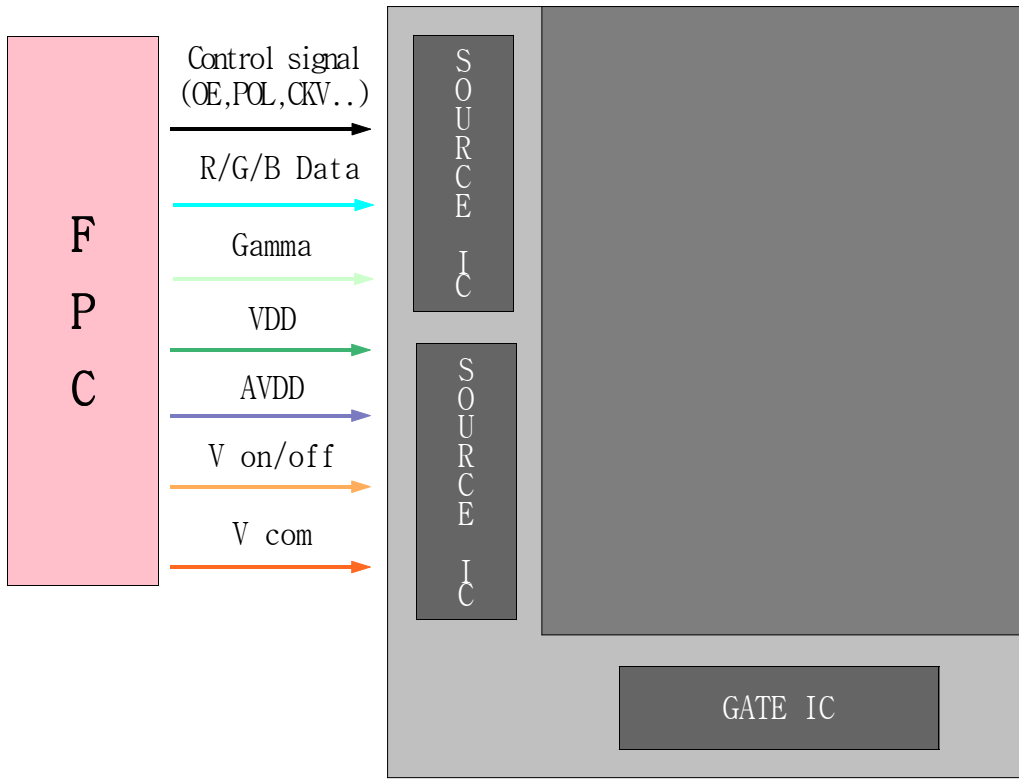 Control signal
(OE,POL,CKV..)
R/G/B Data
Gamma
VDD
AVDD
V on/off
V com
F
P
C
SOURCE IC
SOURCE IC
GATE IC